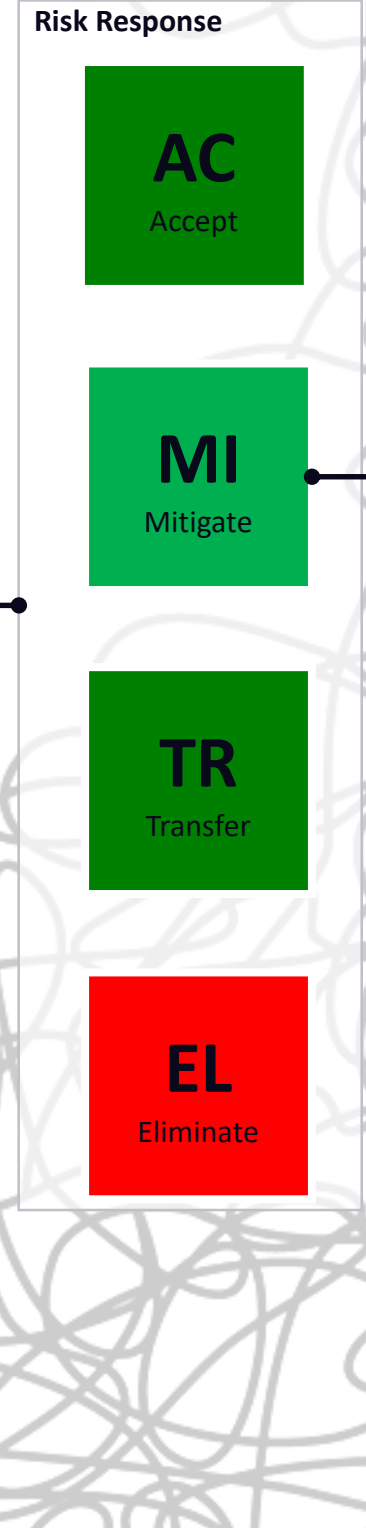 Risk Response
AC
Accept
MI
Mitigate
TR
Transfer
EL
Eliminate